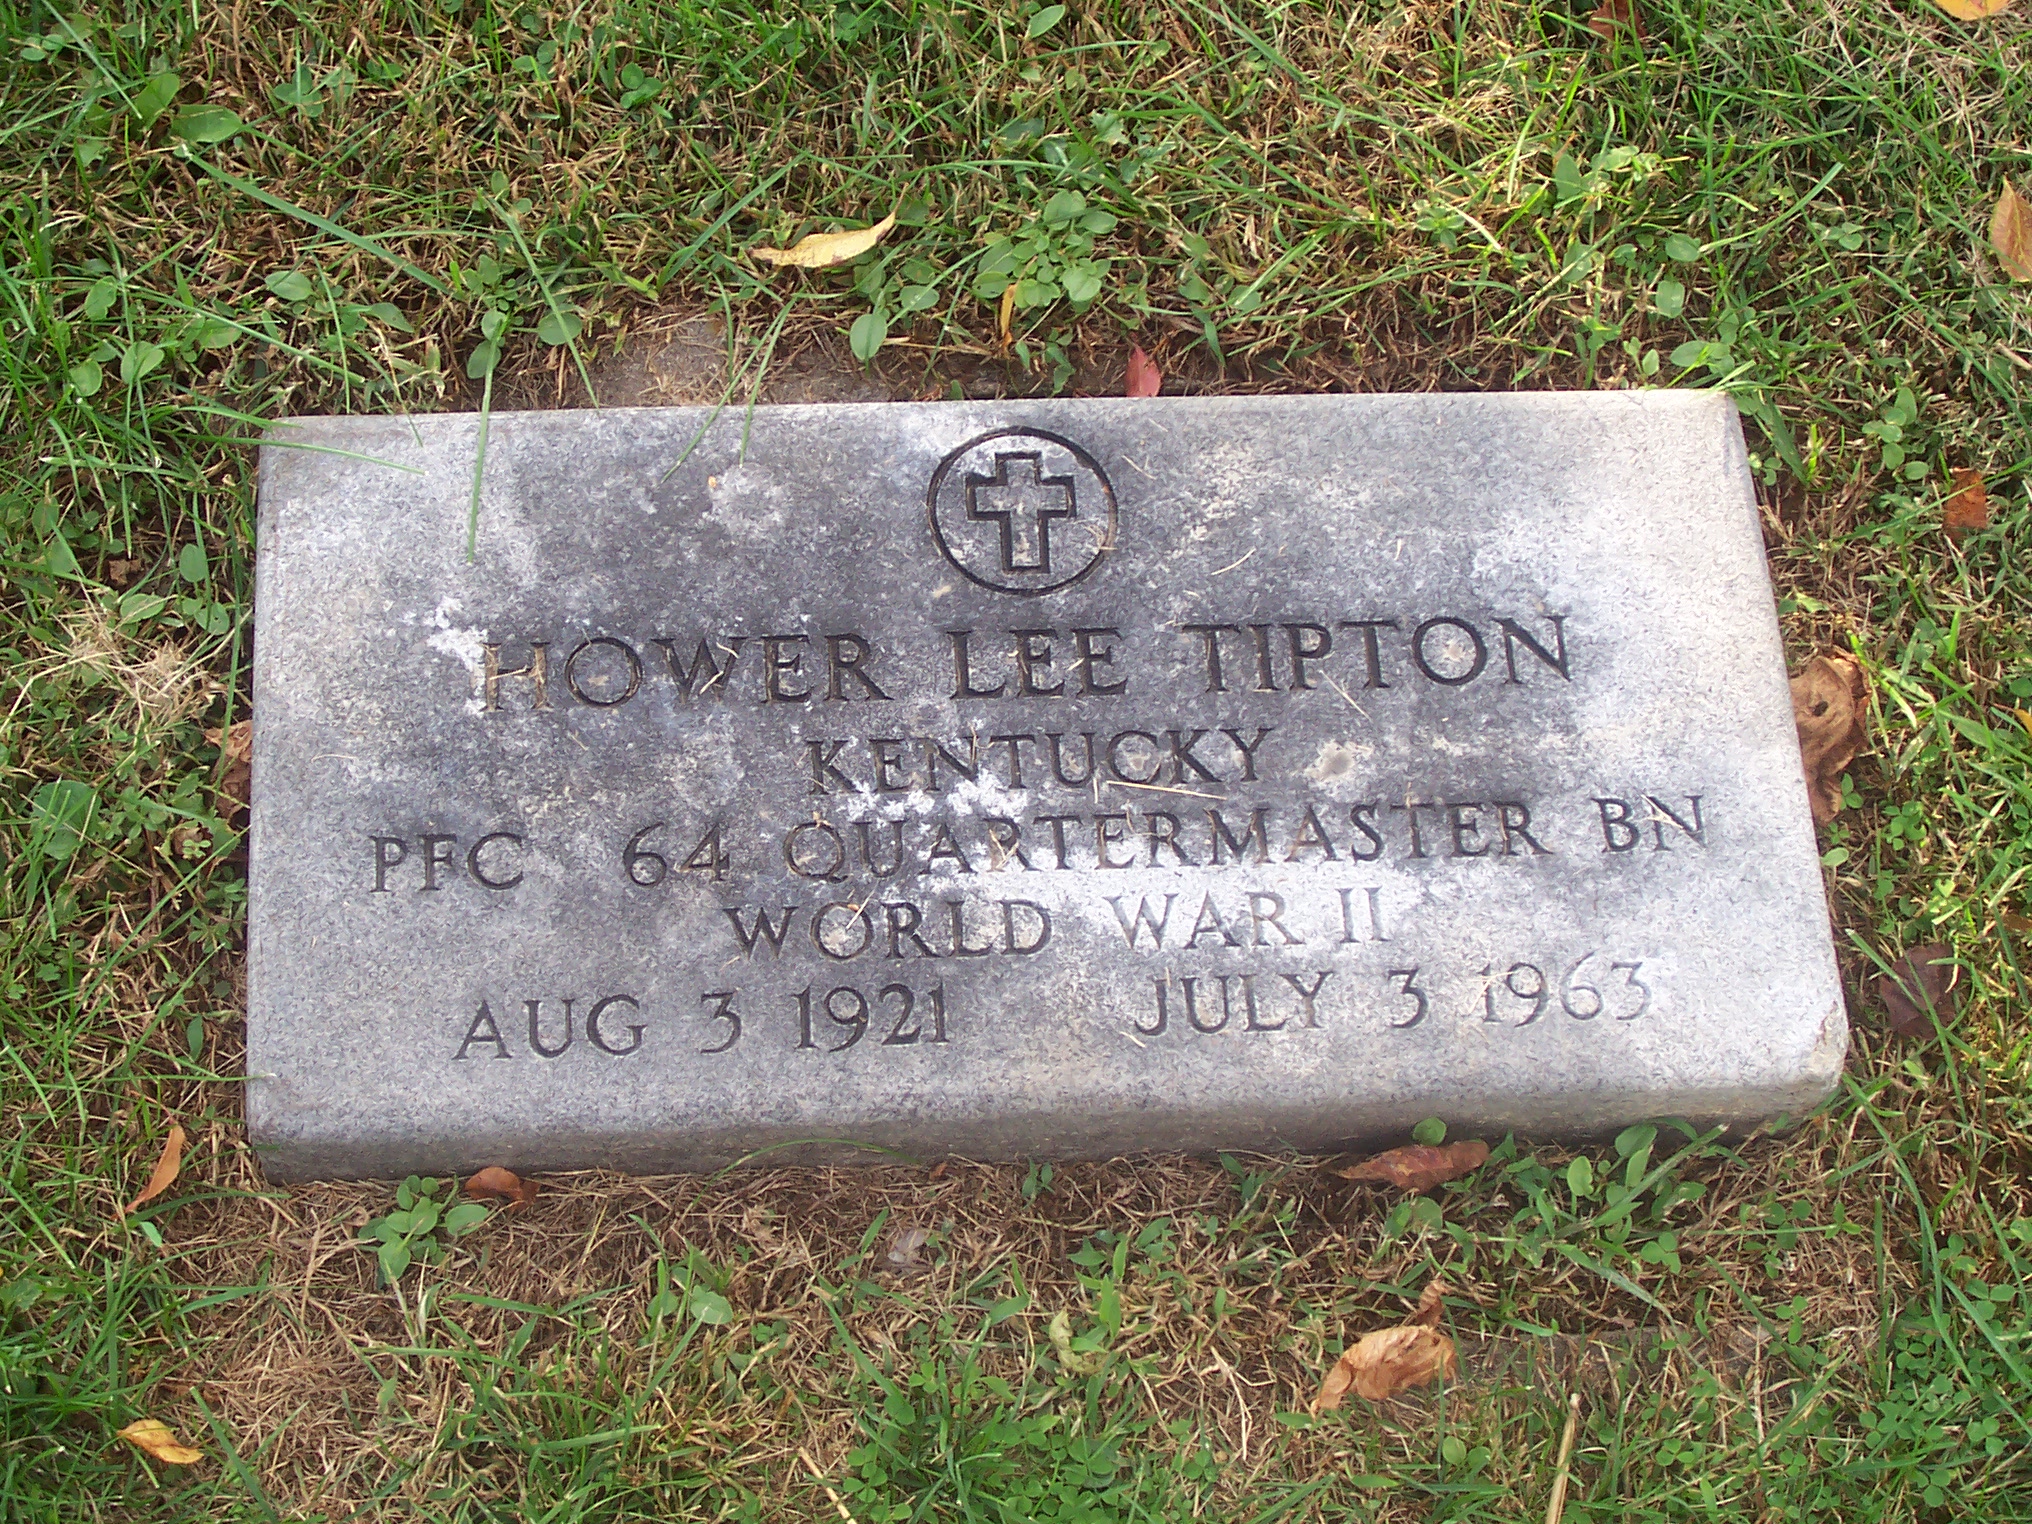 HOWER LEE TIPTON
KENTUCKY
PFC 64 QUARTERMASTER BN
WORLD WAR II
AUG 3 1921 JULY 3 1963